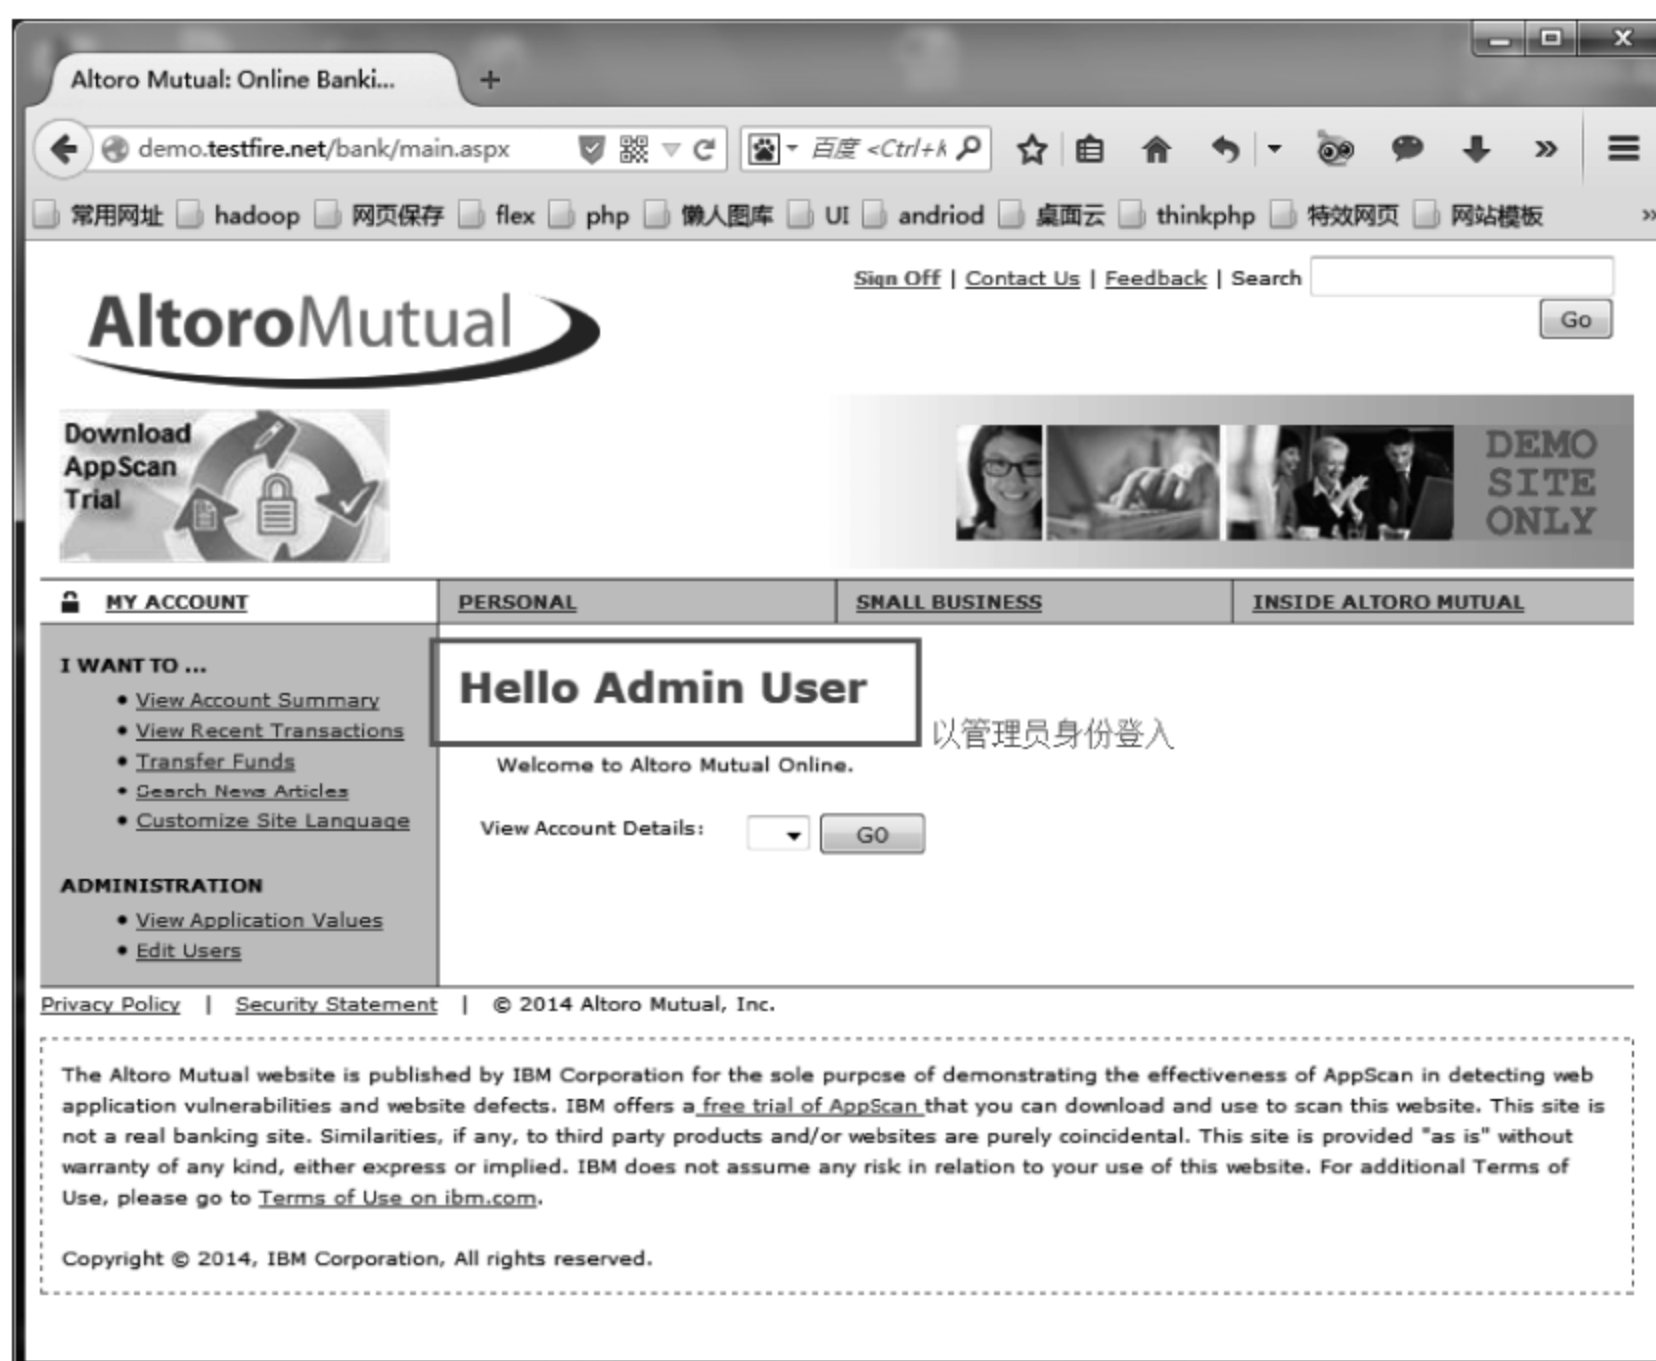 Altoro Mutual: Online Banki...
demo.testfire.net/bank/main.aspx
百度 <Ctrl+k
常用网址 hadoop 网页保存 flex php 懒人图库 UI andriod 桌面云 thinkphp 特效网页 网站模板
Sign Off | Contact Us | Feedback | Search
Go
AltoroMutual
Download
AppScan
Trial
DEMO
SITE
ONLY
MY ACCOUNT PERSONAL SMALL BUSINESS INSIDE ALTORO MUTUAL
I WANT TO ...
• View Account Summary
• View Recent Transactions
• Transfer Funds
• Search News Articles
• Customize Site Language
ADMINISTRATION
• View Application Values
• Edit Users
Hello Admin User
以管理员身份登入
Welcome to Altoro Mutual Online.
View Account Details: GO
Privacy Policy | Security Statement | © 2014 Altoro Mutual, Inc.
The Altoro Mutual website is published by IBM Corporation for the sole purpose of demonstrating the effectiveness of AppScan in detecting web
application vulnerabilities and website defects. IBM offers a free trial of AppScan that you can download and use to scan this website. This site is
not a real banking site. Similarities, if any, to third party products and/or websites are purely coincidental. This site is provided "as is" without
warranty of any kind, either express or implied. IBM does not assume any risk in relation to your use of this website. For additional Terms of
Use, please go to Terms of Use on ibm.com.
Copyright © 2014, IBM Corporation, All rights reserved.